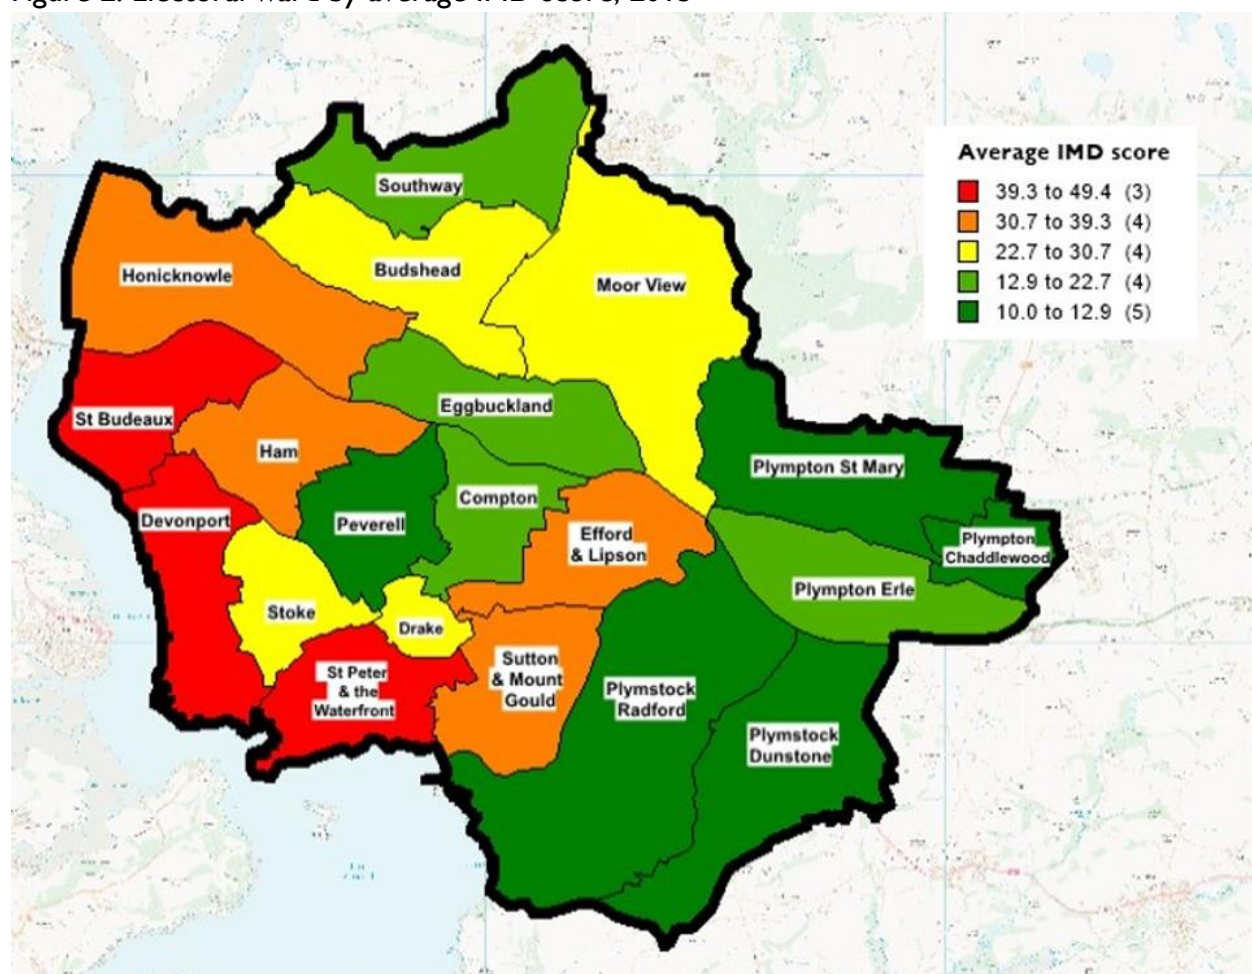 Southway
Honicknowle
Budshead
Moor View
St Budeaux
Eggbuckland
Ham
Plympton St Mary
Compton
Devonport
Peverell
Efford
& Lipson
Plympton
Chaddlewood
Plympton Erle
Stoke
Drake
St Peter
& the
Waterfront
Sutton
& Mount
Gould
Plymstock
Radford
Plymstock
Dunstone
Average IMD score
39.3 to 49.4 (3)
30.7 to 39.3 (4)
22.7 to 30.7 (4)
12.9 to 22.7 (4)
10.0 to 12.9 (5)